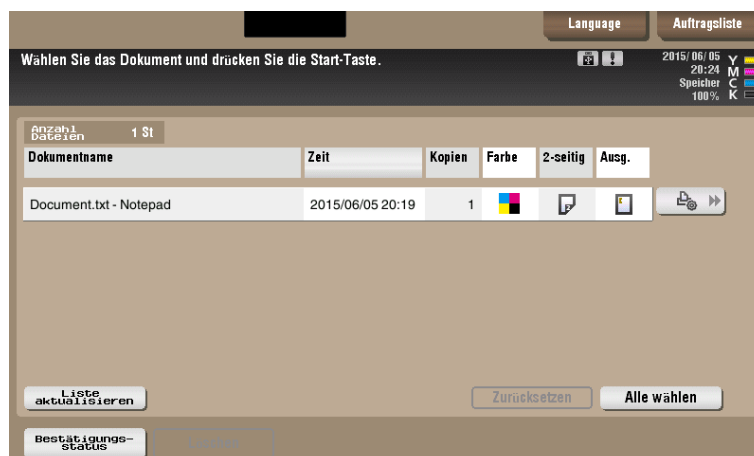 Language
Auftragsliste
Wählen Sie das Dokument und drücken Sie die Start-Taste.
2015/06/05
20:24
Speicher
100%
Y
M
C
K
Anzahl
Dateien
1 St
Dokumentname Zeit Kopien Farbe 2-seitig Ausg.
Document.txt - Notepad 2015/06/05 20:19 1
Liste
aktualisieren
Zurücksetzen
Alle wählen
Bestätigungs-
status